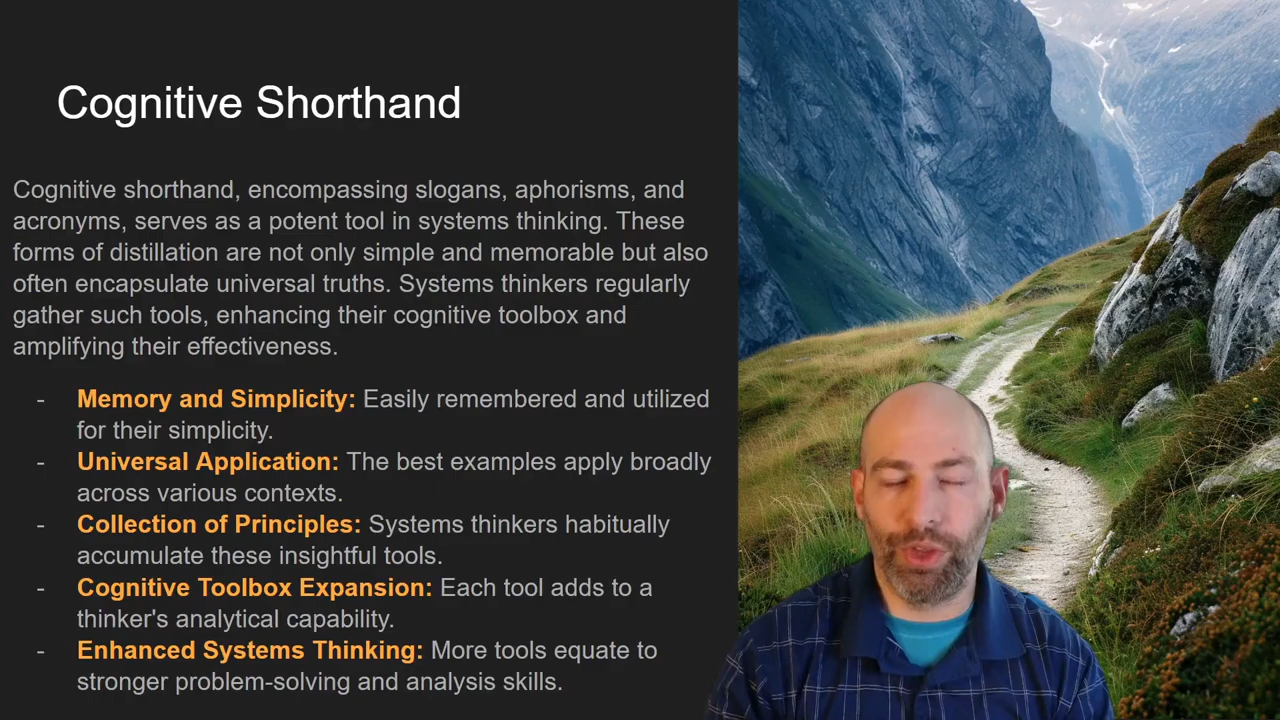 Cognitive Shorthand
Cognitive shorthand, encompassing slogans, aphorisms, and
acronyms, serves as a potent tool in systems thinking. These
forms of distillation are not only simple and memorable but also
often encapsulate universal truths. Systems thinkers regularly
gather such tools, enhancing their cognitive toolbox and
amplifying their effectiveness.
- Memory and Simplicity: Easily remembered and utilized
for their simplicity.
- Universal Application: The best examples apply broadly
across various contexts.
- Collection of Principles: Systems thinkers habitually
accumulate these insightful tools.
- Cognitive Toolbox Expansion: Each tool adds to a
thinker's analytical capability.
- Enhanced Systems Thinking: More tools equate to
stronger problem-solving and analysis skills.